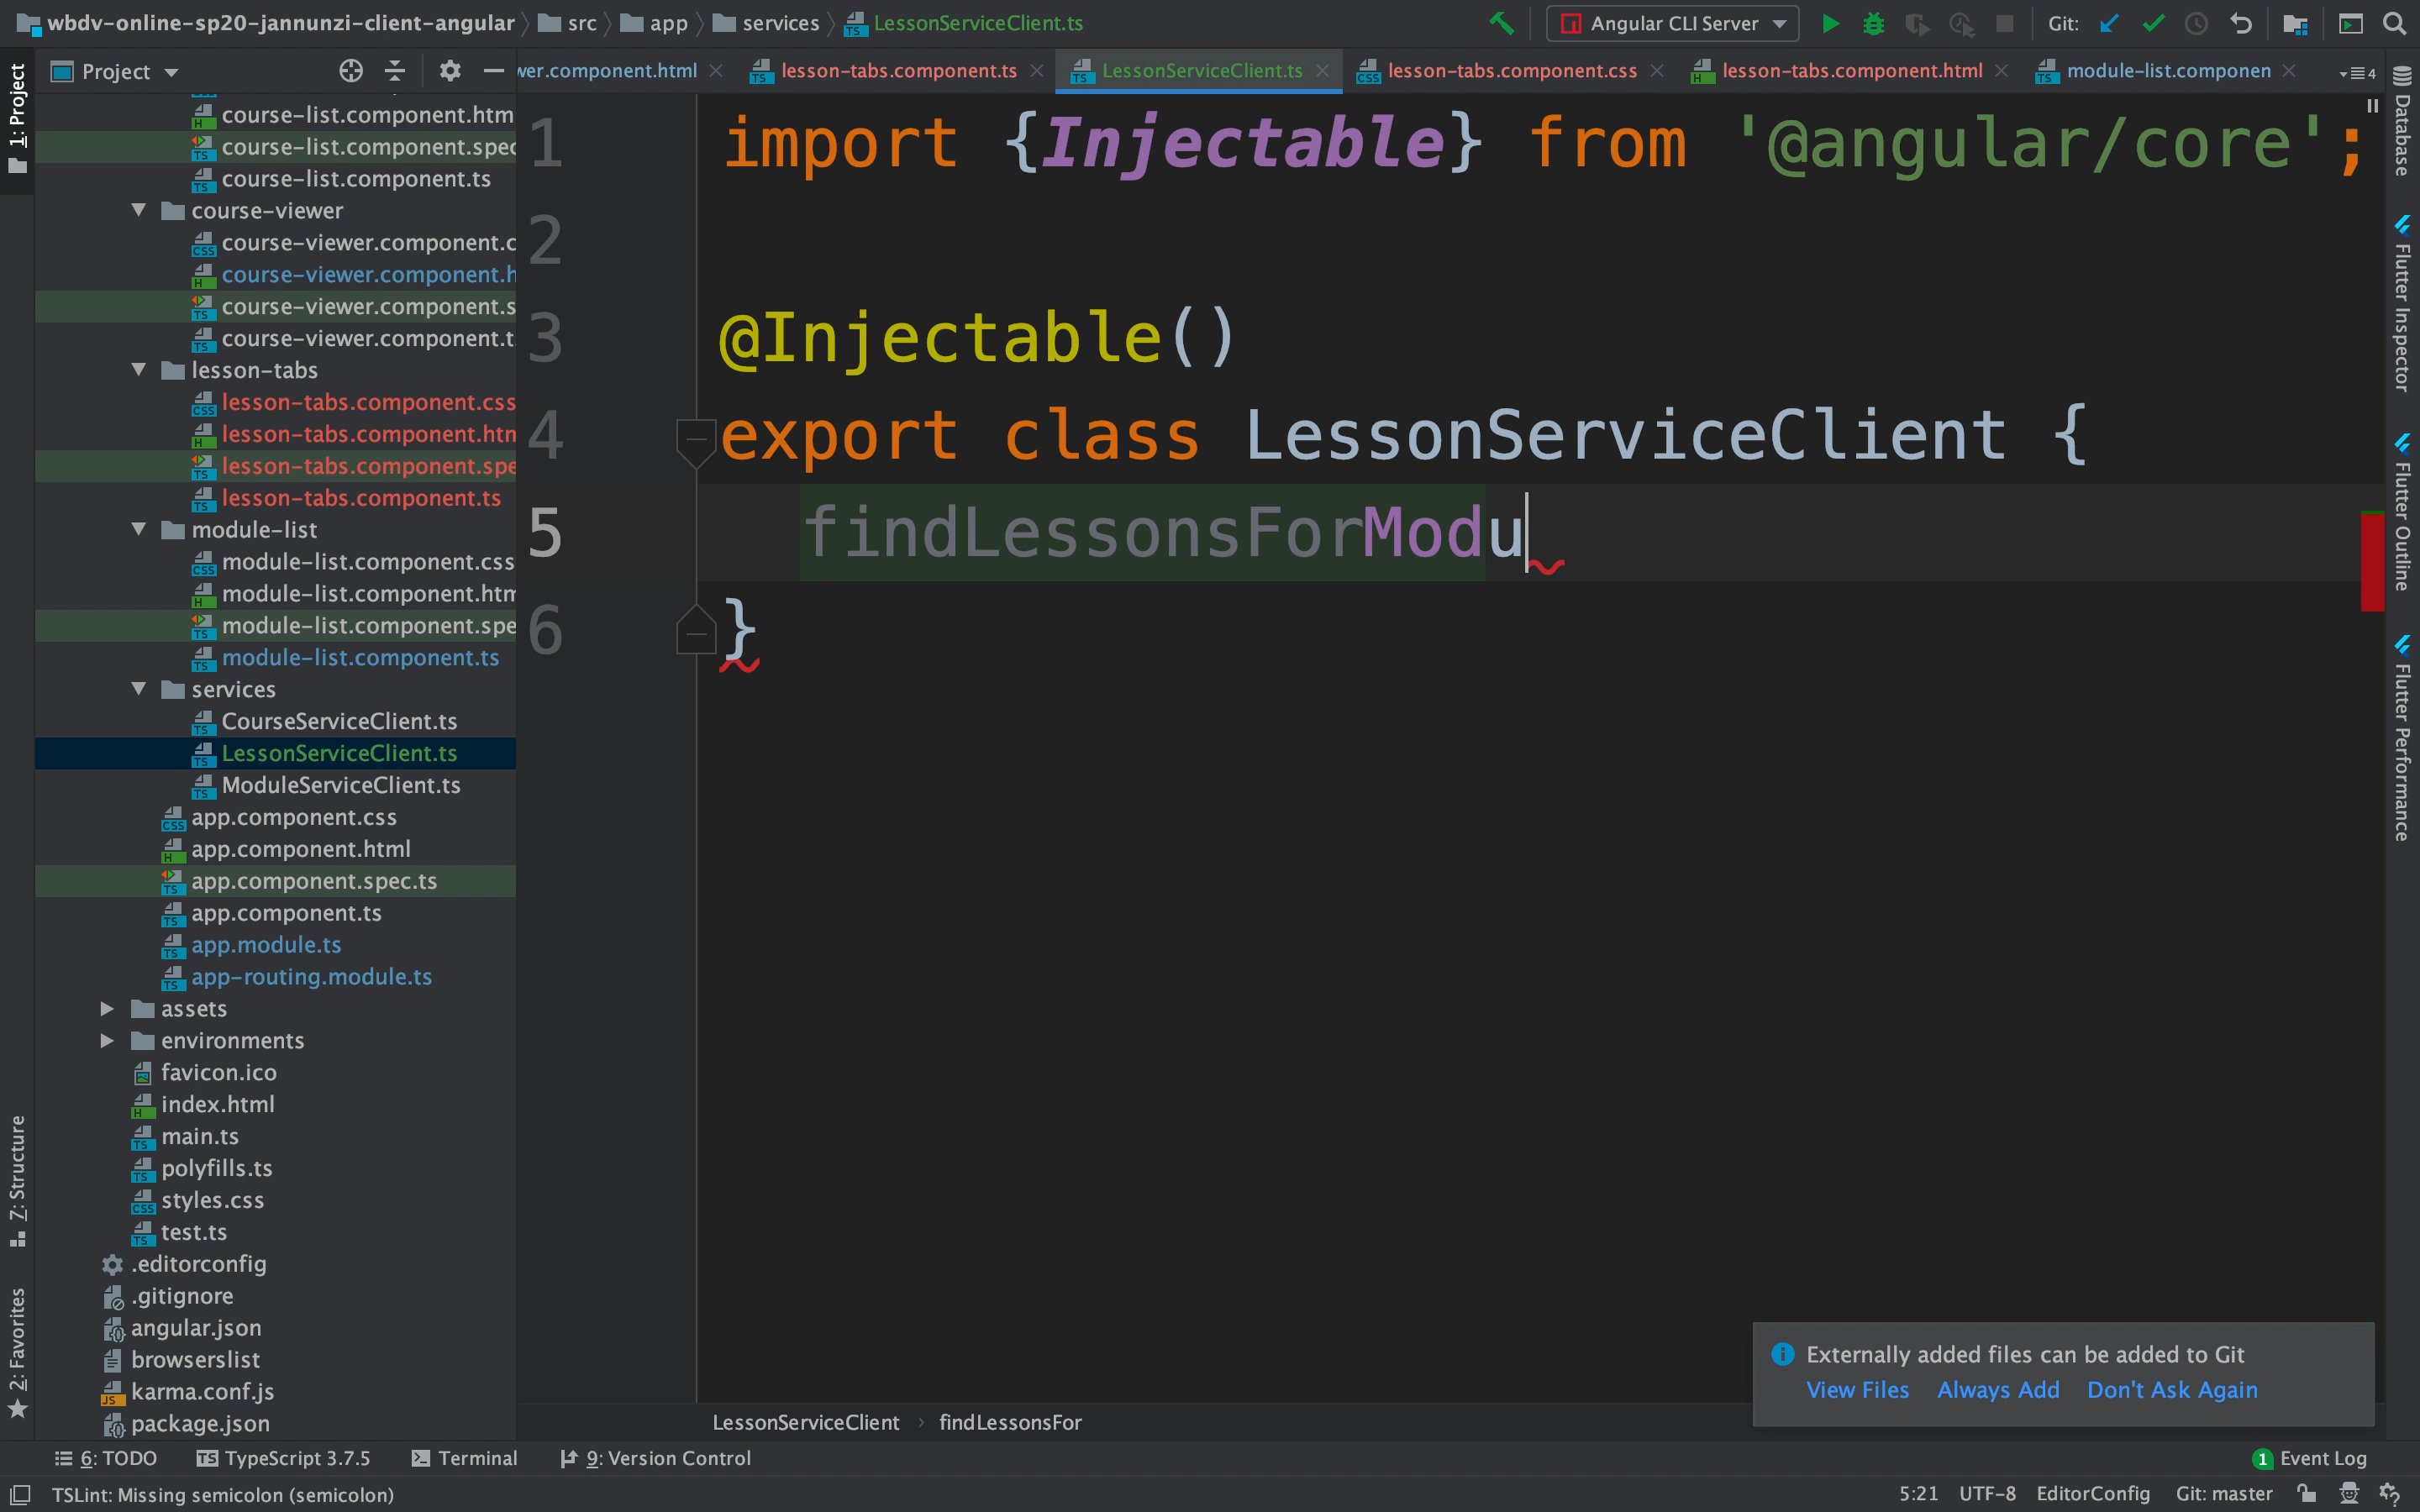 wbdv-online-sp20-jannunzi-client-angular
src
app
services
LessonServiceClient.ts
Angular CLI Server
Git:
Project
ver.component.html
lesson-tabs.component.ts
LessonServiceClient.ts
lesson-tabs.component.css
lesson-tabs.component.html
module-list.componen
4
1: Project
Z: Structure
2: Favorites
course-list.component.htm
course-list.component.spec
course-list.component.ts
course-viewer
course-viewer.component.c
course-viewer.component.h
course-viewer.component.s
course-viewer.component.t
lesson-tabs
lesson-tabs.component.css
lesson-tabs.component.htm
lesson-tabs.component.spe
lesson-tabs.component.ts
module-list
module-list.component.css
module-list.component.htm
module-list.component.spe
module-list.component.ts
services
CourseServiceClient.ts
LessonServiceClient.ts
ModuleServiceClient.ts
app.component.css
app.component.html
app.component.spec.ts
app.component.ts
app.module.ts
app-routing.module.ts
assets
environments
favicon.ico
index.html
main.ts
polyfills.ts
styles.css
test.ts
.editorconfig
.gitignore
angular.json
browserslist
karma.conf.js
package.json
1 import {Injectable} from '@angular/core';
2
3 @Injectable()
4 export class LessonServiceClient {
5 findLessonsForModu
6 }
Database
Flutter Inspector
Flutter Outline
Flutter Performance
Externally added files can be added to Git
View Files Always Add Don't Ask Again
LessonServiceClient › findLessonsFor
6: TODO
TypeScript 3.7.5
Terminal
9: Version Control
1 Event Log
TSLint: Missing semicolon (semicolon)
5:21 UTF-8 EditorConfig Git: master